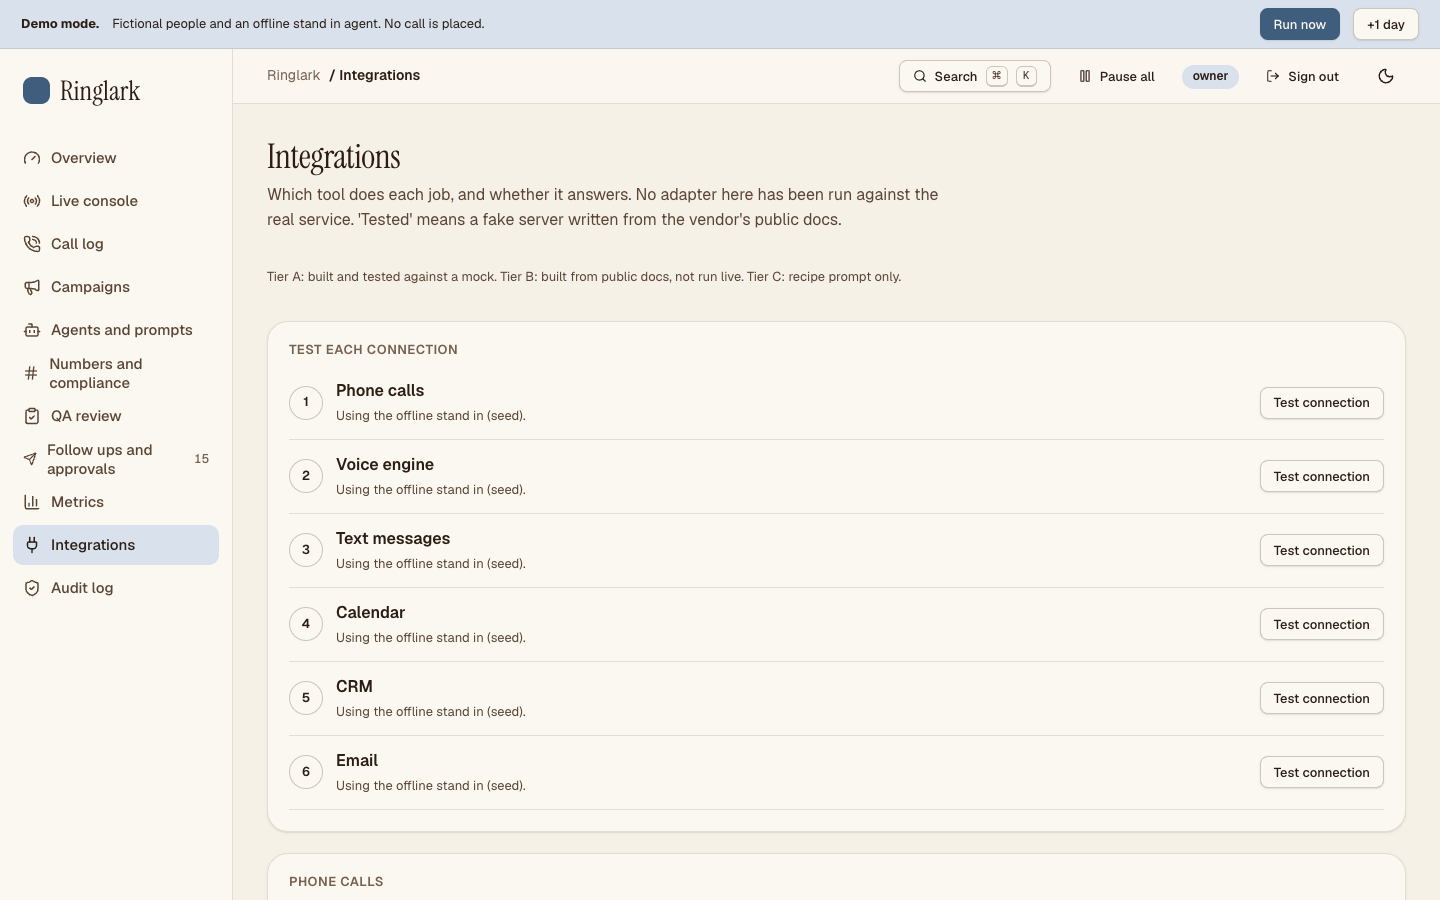 Demo mode. Fictional people and an offline stand in agent. No call is placed.
Run now
+1 day
Ringlark
Ringlark / Integrations
Search ⌘ K
Pause all
owner
Sign out
Overview
Live console
Call log
Campaigns
Agents and prompts
Numbers and
compliance
QA review
Follow ups and
approvals
15
Metrics
Integrations
Audit log
Integrations
Which tool does each job, and whether it answers. No adapter here has been run against the
real service. 'Tested' means a fake server written from the vendor's public docs.
Tier A: built and tested against a mock. Tier B: built from public docs, not run live. Tier C: recipe prompt only.
TEST EACH CONNECTION
1
Phone calls
Using the offline stand in (seed).
Test connection
2
Voice engine
Using the offline stand in (seed).
Test connection
3
Text messages
Using the offline stand in (seed).
Test connection
4
Calendar
Using the offline stand in (seed).
Test connection
5
CRM
Using the offline stand in (seed).
Test connection
6
Email
Using the offline stand in (seed).
Test connection
PHONE CALLS